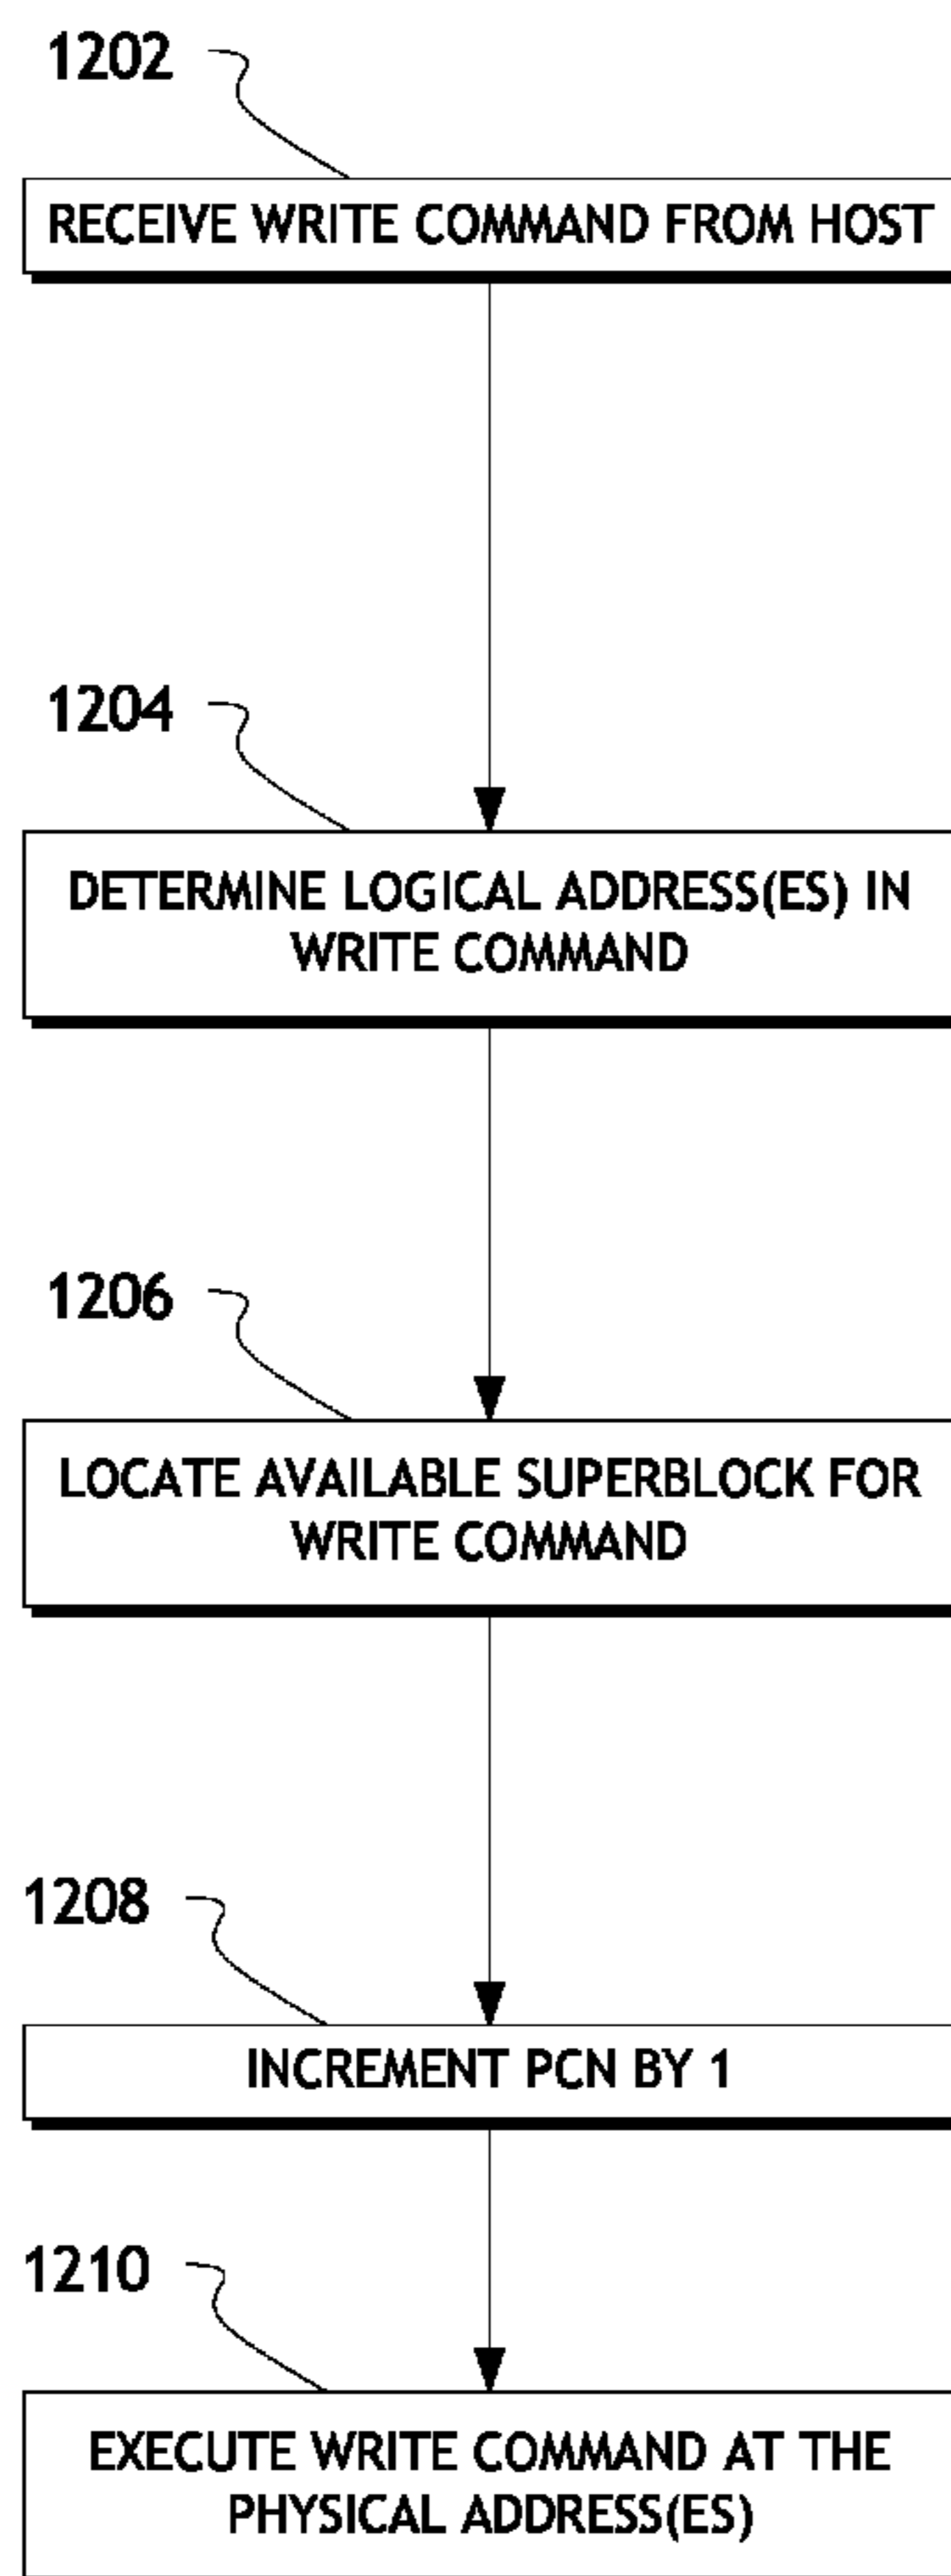 1202
RECEIVE WRITE COMMAND FROM HOST
1204
DETERMINE LOGICAL ADDRESS(ES) IN
WRITE COMMAND
1206
LOCATE AVAILABLE SUPERBLOCK FOR
WRITE COMMAND
1208
INCREMENT PCN BY 1
1210
EXECUTE WRITE COMMAND AT THE
PHYSICAL ADDRESS(ES)